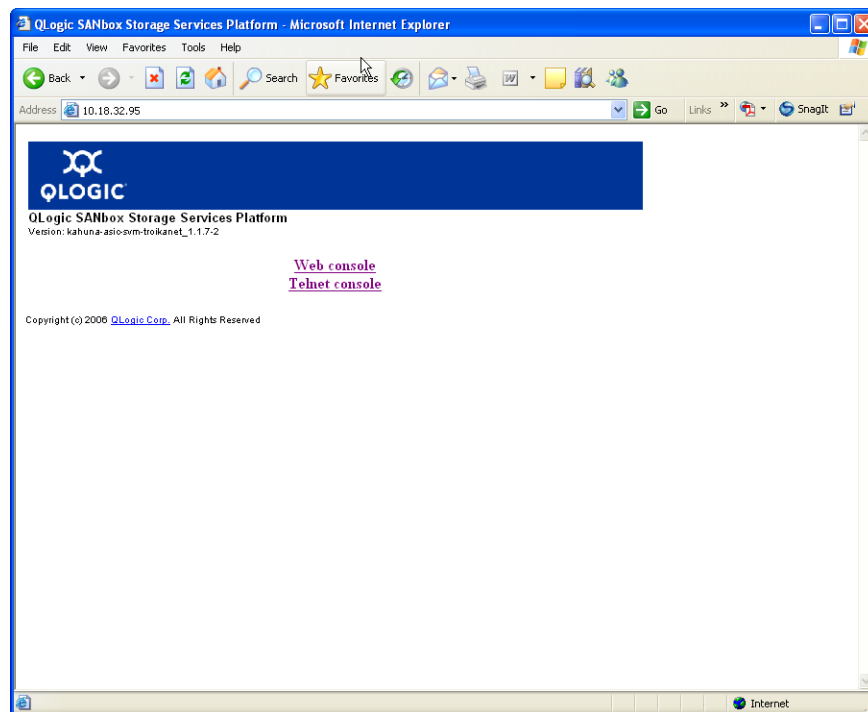 QLogic SANbox Storage Services Platform - Microsoft Internet Explorer
File Edit View Favorites Tools Help
Back Search Favorites
Address 10.18.32.95 Go Links » SnagIt
QLOGIC
QLogic SANbox Storage Services Platform
Version: kahuna-asic-svm-troikanet_1.1.7-2
Web console
Telnet console
Copyright (c) 2006 QLogic Corp. All Rights Reserved
Internet